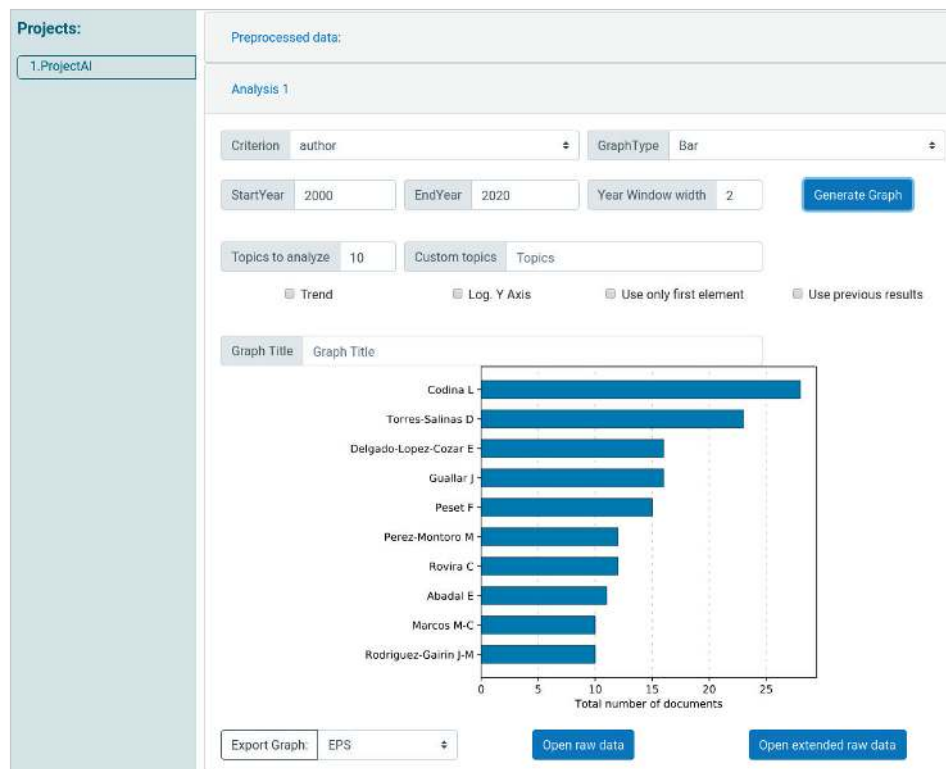 Projects:
1.ProjectAI
Preprocessed data:
Analysis 1
Criterion author GraphType Bar
StartYear 2000 EndYear 2020 Year Window width 2 Generate Graph
Topics to analyze 10 Custom topics Topics
Trend Log. Y Axis Use only first element Use previous results
Graph Title Graph Title
Codina L
Torres-Salinas D
Delgado-Lopez-Cozar E
Guallar J
Peset F
Perez-Montoro M
Rovira C
Abadal E
Marcos M-C
Rodriguez-Gairin J-M
0 5 10 15 20 25
Total number of documents
Export Graph: EPS Open raw data Open extended raw data